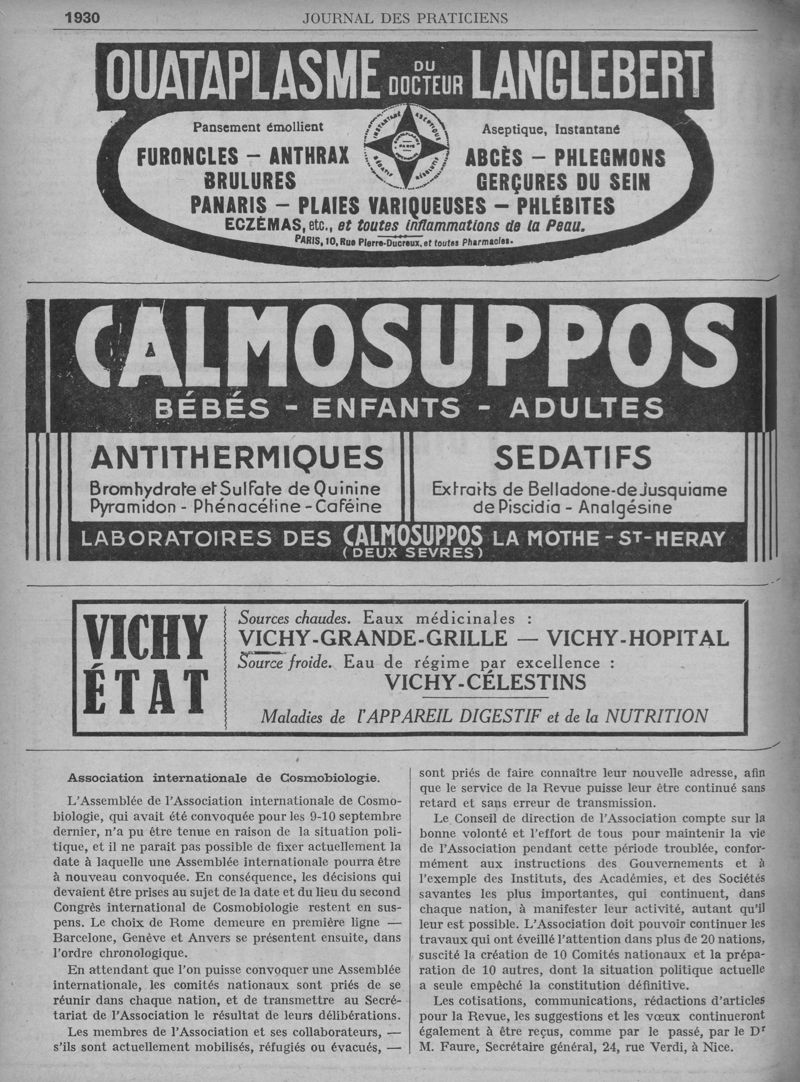 1930
JOURNAL DES PRATICIENS
OUATAPLASME DU DOCTEUR LANGLEBERT
Pansement émollient
Aseptique, Instantané
INSTANTANÉ ASEPTIQUE
PARIS
FURONCLES — ANTHRAX
ABCÈS — PHLEGMONS
BRULURES
GERÇURES DU SEIN
PANARIS — PLAIES VARIQUEUSES — PHLÉBITES
ECZÉMAS, etc., et toutes inflammations de la Peau.
PARIS, 10, Rue Pierre-Ducreux, et toutes Pharmacies.
CALMOSUPPOS
BÉBÉS - ENFANTS - ADULTES
ANTITHERMIQUES
Bromhydrate et Sulfate de Quinine
Pyramidon - Phénacétine - Caféine
SEDATIFS
Extraits de Belladone-de Jusquiame
de Piscidia - Analgésine
LABORATOIRES DES CALMOSUPPOS LA MOTHE-ST-HERAY
(DEUX SEVRES)
VICHY
ÉTAT
Sources chaudes. Eaux médicinales :
VICHY-GRANDE-GRILLE — VICHY-HOPITAL
Source froide. Eau de régime par excellence :
VICHY-CÉLESTINS
Maladies de l'APPAREIL DIGESTIF et de la NUTRITION
Association internationale de Cosmobiologie.
L'Assemblée de l'Association internationale de Cosmo-
biologie, qui avait été convoquée pour les 9-10 septembre
dernier, n'a pu être tenue en raison de la situation poli-
tique, et il ne parait pas possible de fixer actuellement la
date à laquelle une Assemblée internationale pourra être
à nouveau convoquée. En conséquence, les décisions qui
devaient être prises au sujet de la date et du lieu du second
Congrès international de Cosmobiologie restent en sus-
pens. Le choix de Rome demeure en première ligne —
Barcelone, Genève et Anvers se présentent ensuite, dans
l'ordre chronologique.
En attendant que l'on puisse convoquer une Assemblée
internationale, les comités nationaux sont priés de se
réunir dans chaque nation, et de transmettre au Secré-
tariat de l'Association le résultat de leurs délibérations.
Les membres de l'Association et ses collaborateurs, —
s'ils sont actuellement mobilisés, réfugiés ou évacués, —
sont priés de faire connaître leur nouvelle adresse, afin
que le service de la Revue puisse leur être continué sans
retard et sans erreur de transmission.
Le Conseil de direction de l'Association compte sur la
bonne volonté et l'effort de tous pour maintenir la vie
de l'Association pendant cette période troublée, confor-
mément aux instructions des Gouvernements et à
l'exemple des Instituts, des Académies, et des Sociétés
savantes les plus importantes, qui continuent, dans
chaque nation, à manifester leur activité, autant qu'il
leur est possible. L'Association doit pouvoir continuer les
travaux qui ont éveillé l'attention dans plus de 20 nations,
suscité la création de 10 Comités nationaux et la prépa-
ration de 10 autres, dont la situation politique actuelle
a seule empêché la constitution définitive.
Les cotisations, communications, rédactions d'articles
pour la Revue, les suggestions et les vœux continueront
également à être reçus, comme par le passé, par le Dr
M. Faure, Secrétaire général, 24, rue Verdi, à Nice.